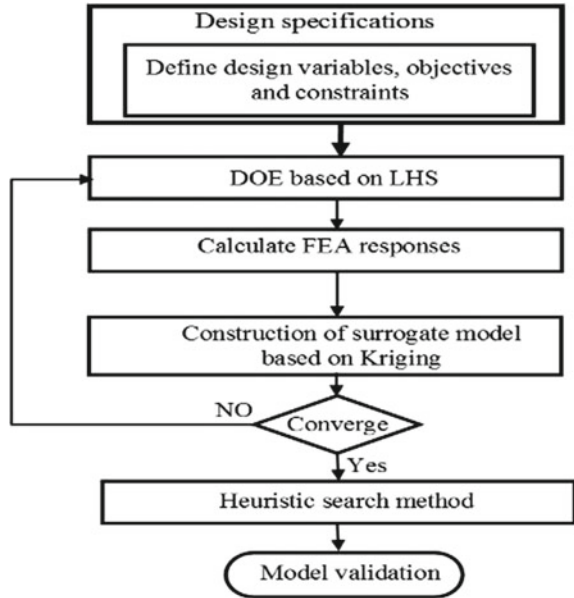 Design specifications
Define design variables, objectives
and constraints
DOE based on LHS
Calculate FEA responses
Construction of surrogate model
based on Kriging
NO
Converge
Yes
Heuristic search method
Model validation